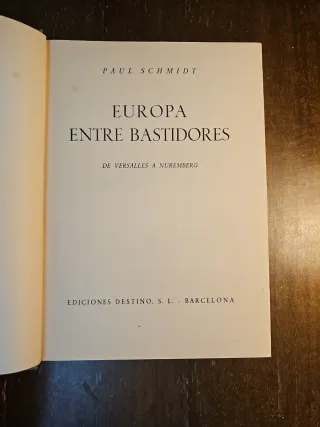 PAUL SCHMIDT
EUROPA
ENTRE BASTIDORES
DE VERSALLES A NUREMBERG
EDICIONES DESTINO, S. L. - BARCELONA